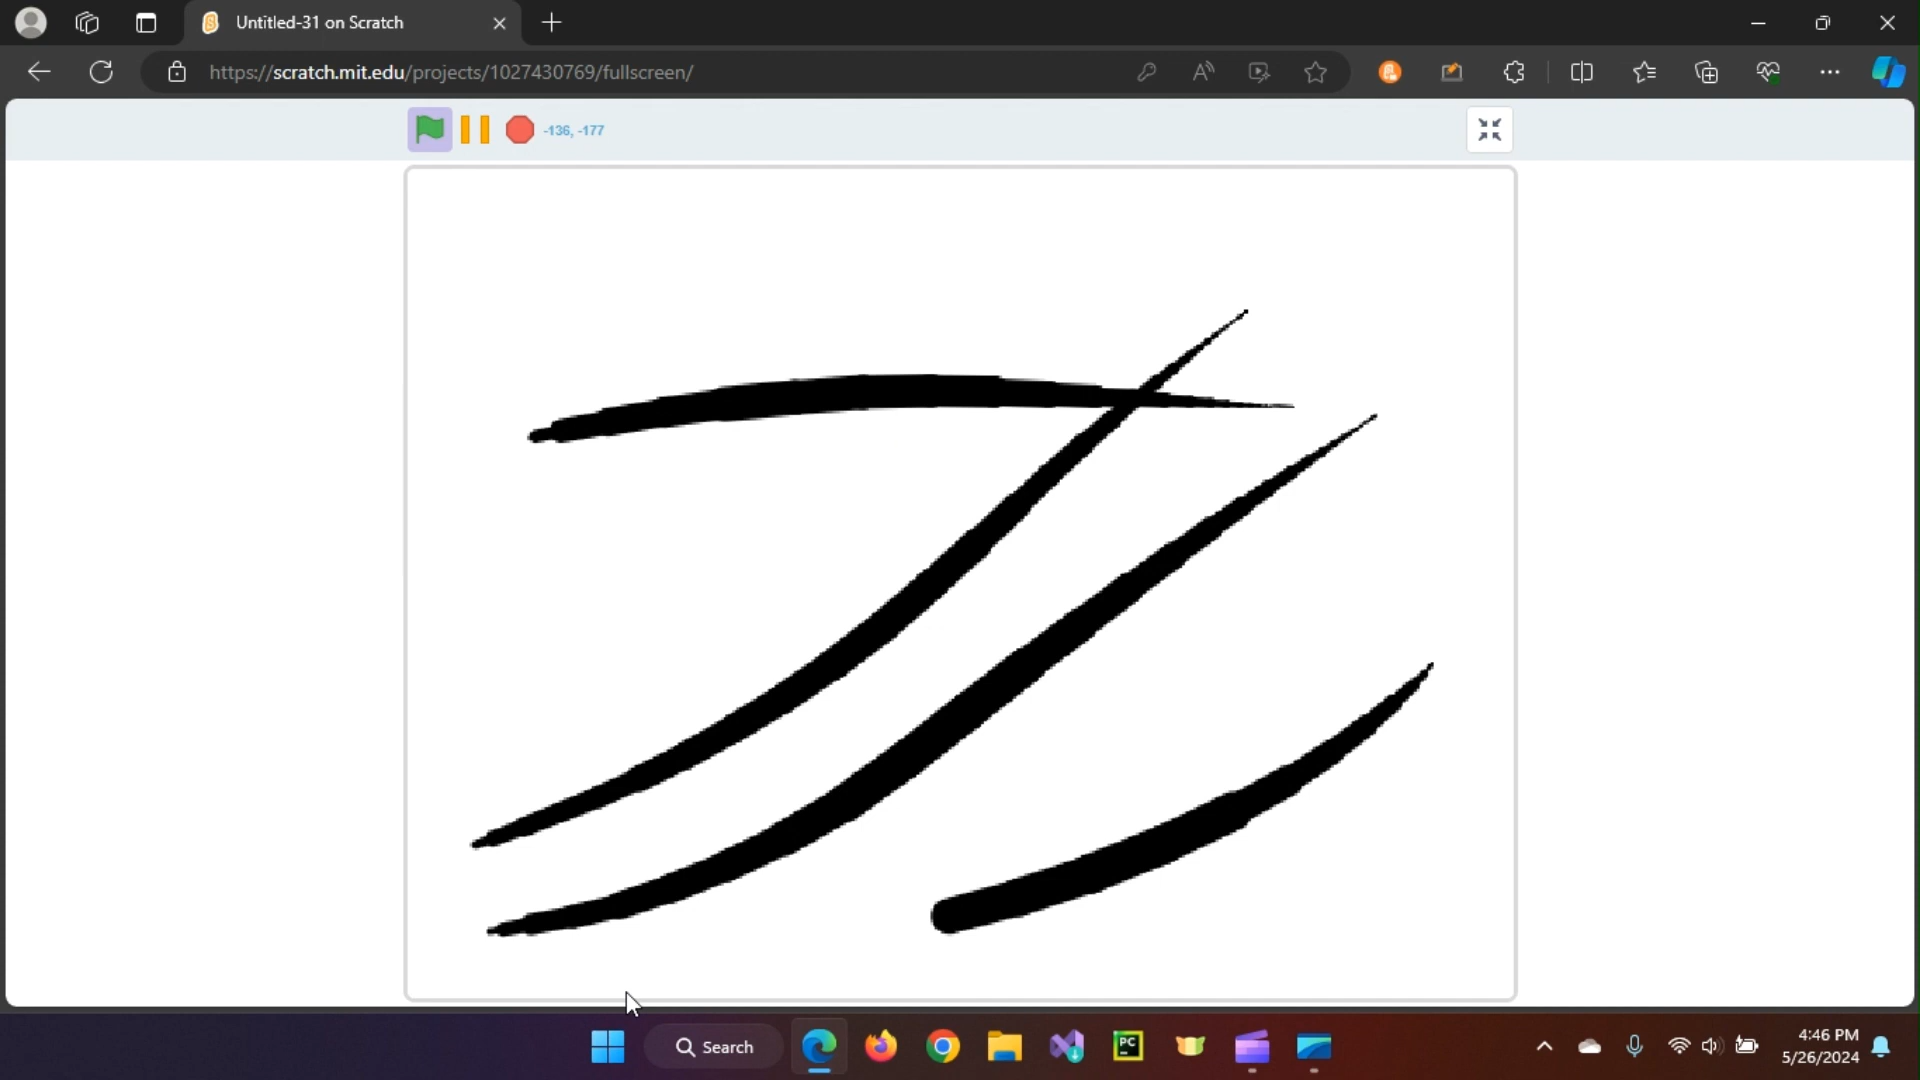 Untitled-31 on Scratch
https://scratch.mit.edu/projects/1027430769/fullscreen/
-136, -177
Search
PC
4:46 PM
5/26/2024